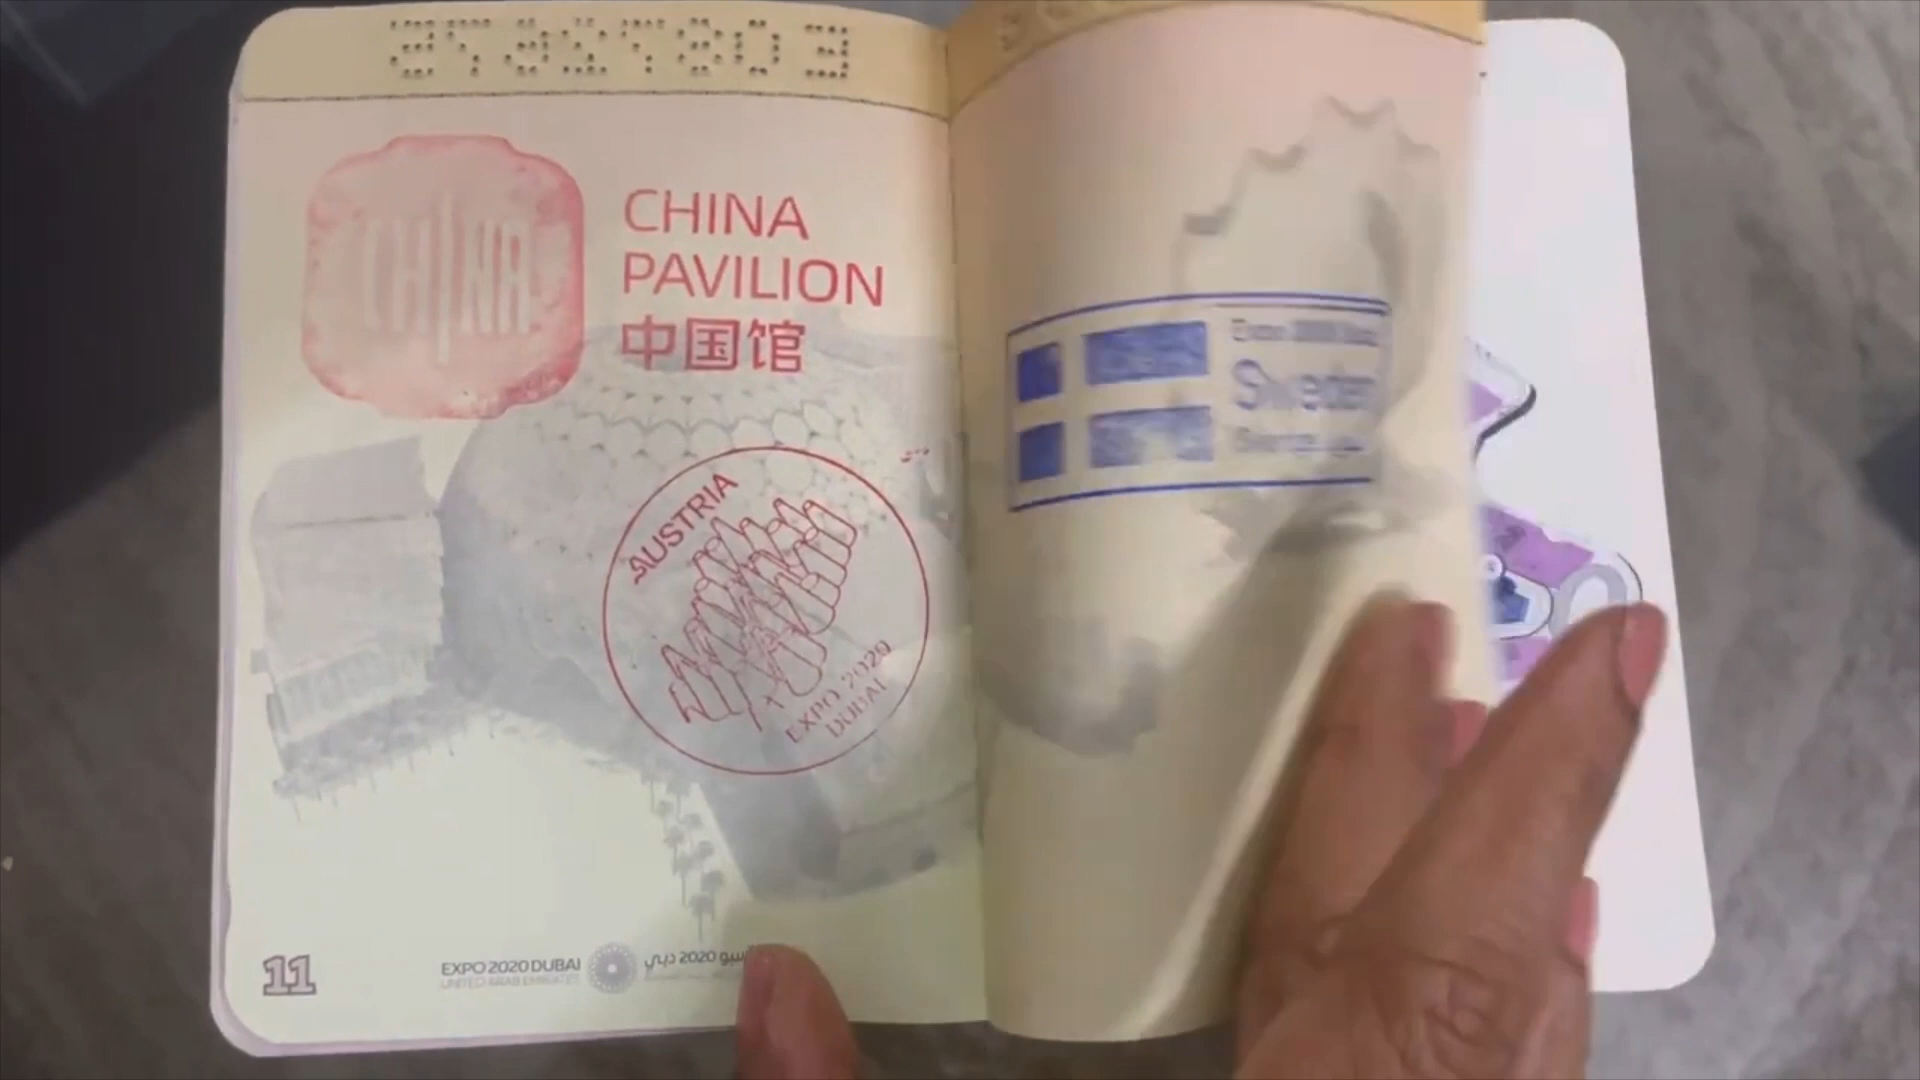 CHINA
CHINA
PAVILION
中国馆
AUSTRIA
EXPO 2020
DUBAI
11
EXPO 2020 DUBAI
UNITED ARAB EMIRATES
2020 دبي
Sweden